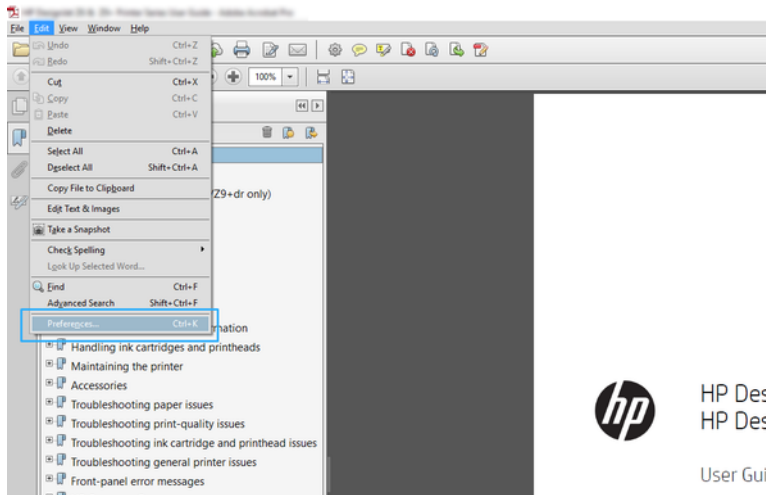 File Edit View Window Help
Undo Ctrl+Z
Redo Shift+Ctrl+Z
Cut Ctrl+X
Copy Ctrl+C
Paste Ctrl+V
Delete
Select All Ctrl+A
Deselect All Shift+Ctrl+A
Copy File to Clipboard
Edit Text & Images
Take a Snapshot
Check Spelling
Look Up Selected Word...
Find Ctrl+F
Advanced Search Shift+Ctrl+F
Preferences... Ctrl+K
100%
/Z9+dr only)
Handling ink cartridges and printheads
Maintaining the printer
Accessories
Troubleshooting paper issues
Troubleshooting print-quality issues
Troubleshooting ink cartridge and printhead issues
Troubleshooting general printer issues
Front-panel error messages
hp
HP Des
HP Des
User Gui